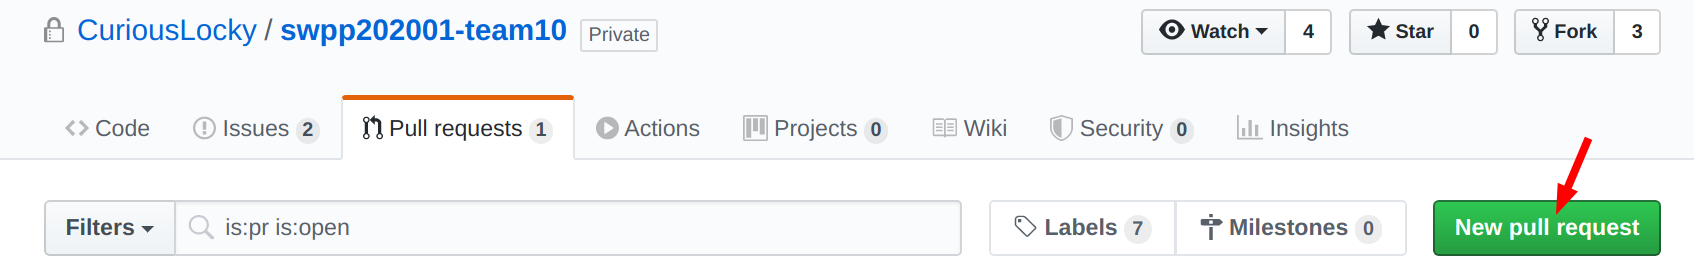 CuriousLocky / swpp202001-team10 Private Watch 4 Star 0 Fork 3
Code Issues 2 Pull requests 1 Actions Projects 0 Wiki Security 0 Insights
Filters is:pr is:open Labels 7 Milestones 0 New pull request